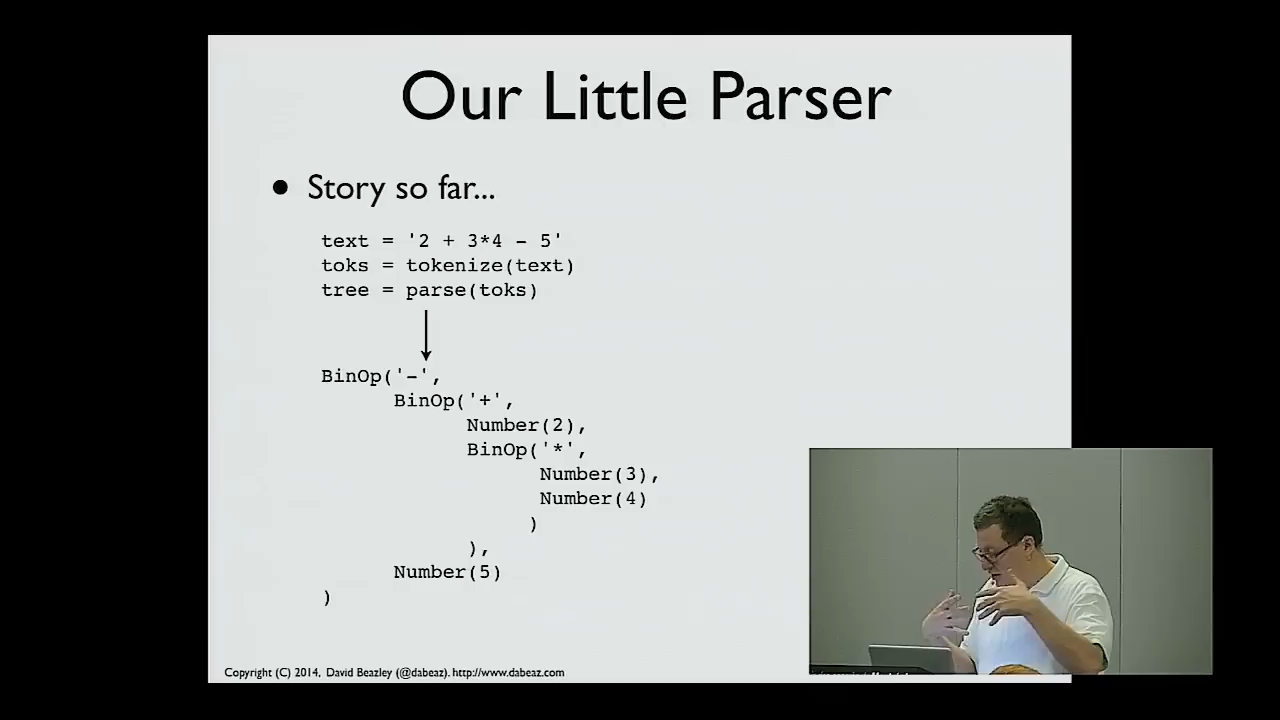 Our Little Parser
• Story so far...
text = '2 + 3*4 - 5'
toks = tokenize(text)
tree = parse(toks)
BinOp('-',
BinOp('+',
Number(2),
BinOp('*',
Number(3),
Number(4)
)
),
Number(5)
)
Copyright (C) 2014, David Beazley (@dabeaz). http://www.dabeaz.com